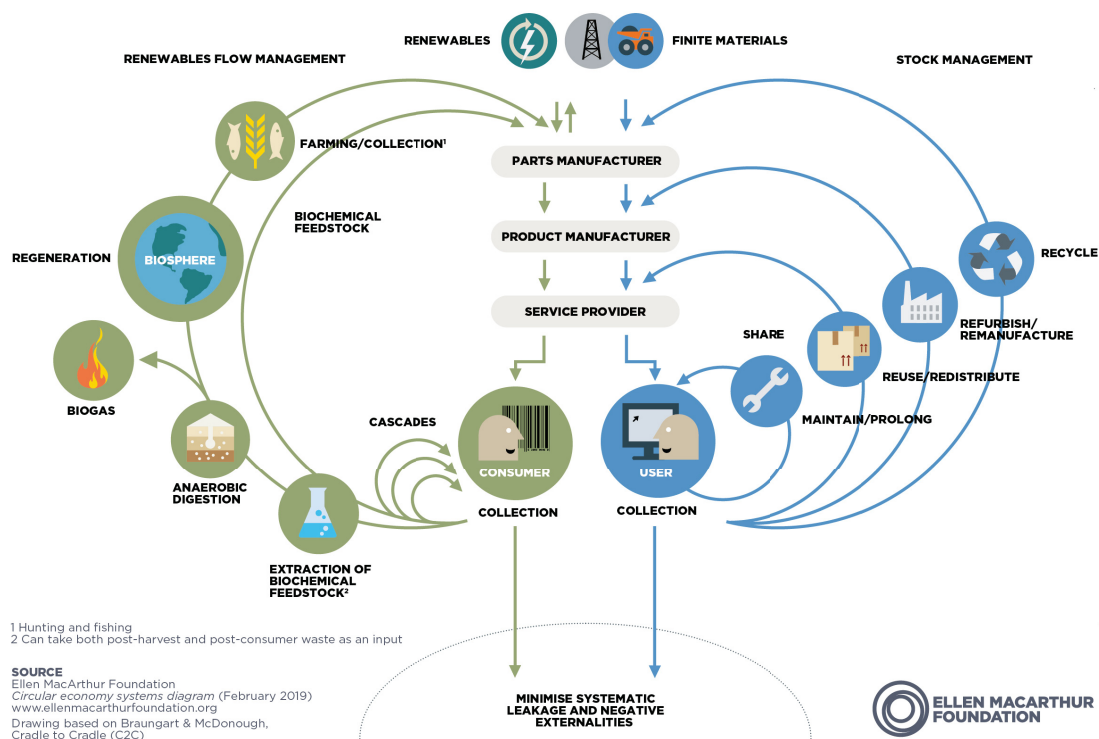 RENEWABLES
FINITE MATERIALS
RENEWABLES FLOW MANAGEMENT
STOCK MANAGEMENT
FARMING/COLLECTION¹
PARTS MANUFACTURER
BIOCHEMICAL
FEEDSTOCK
PRODUCT MANUFACTURER
REGENERATION
BIOSPHERE
RECYCLE
SERVICE PROVIDER
SHARE
REFURBISH/
REMANUFACTURE
REUSE/REDISTRIBUTE
BIOGAS
CASCADES
MAINTAIN/PROLONG
CONSUMER
USER
ANAEROBIC
DIGESTION
COLLECTION
COLLECTION
EXTRACTION OF
BIOCHEMICAL
FEEDSTOCK²
1 Hunting and fishing
2 Can take both post-harvest and post-consumer waste as an input
SOURCE
Ellen MacArthur Foundation
Circular economy systems diagram (February 2019)
www.ellenmacarthurfoundation.org
Drawing based on Braungart & McDonough,
Cradle to Cradle (C2C)
MINIMISE SYSTEMATIC
LEAKAGE AND NEGATIVE
EXTERNALITIES
ELLEN MACARTHUR
FOUNDATION